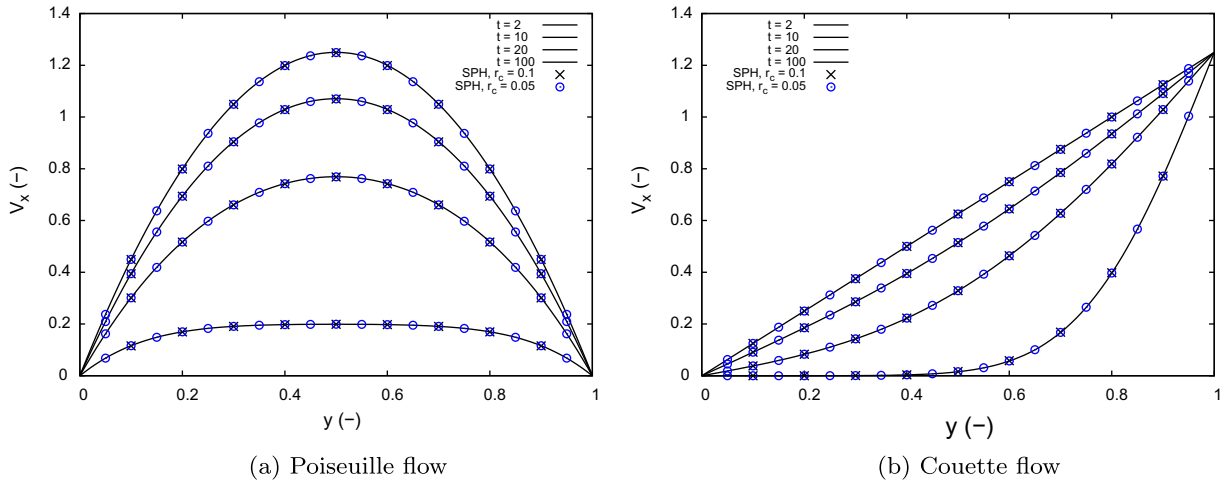 1.4
1.2
1
0.8
0.6
0.4
0.2
0
V_x (–)
t = 2
t = 10
t = 20
t = 100
SPH, r_c = 0.1
SPH, r_c = 0.05
0 0.2 0.4 0.6 0.8 1
y (–)
(a) Poiseuille flow
1.4
1.2
1
0.8
0.6
0.4
0.2
0
V_x (–)
t = 2
t = 10
t = 20
t = 100
SPH, r_c = 0.1
SPH, r_c = 0.05
0 0.2 0.4 0.6 0.8 1
y (–)
(b) Couette flow